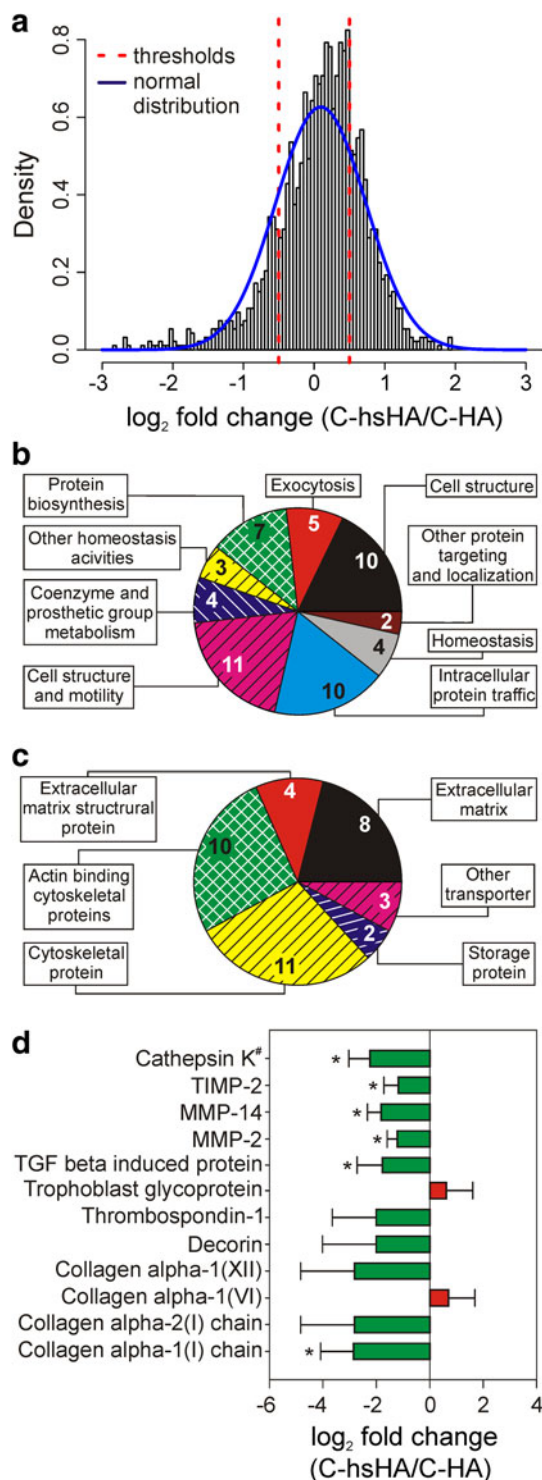 a
thresholds
normal
distribution
Density
0.8
0.6
0.4
0.2
0.0
-3 -2 -1 0 1 2 3
log₂ fold change (C-hsHA/C-HA)
b
Protein
biosynthesis
Exocytosis
Cell structure
Other homeostasis
acivities
Other protein
targeting
and localization
Coenzyme and
prosthetic group
metabolism
Homeostasis
Cell structure
and motility
Intracellular
protein traffic
7
5
10
3
4
2
4
11
10
c
Extracellular
matrix structrural
protein
Extracellular
matrix
Actin binding
cytoskeletal
proteins
Other
transporter
Cytoskeletal
protein
Storage
protein
4
8
10
3
2
11
d
Cathepsin K# *
TIMP-2 *
MMP-14 *
MMP-2 *
TGF beta induced protein *
Trophoblast glycoprotein
Thrombospondin-1
Decorin
Collagen alpha-1(XII)
Collagen alpha-1(VI)
Collagen alpha-2(I) chain
Collagen alpha-1(I) chain *
-6 -4 -2 0 2 4
log₂ fold change
(C-hsHA/C-HA)